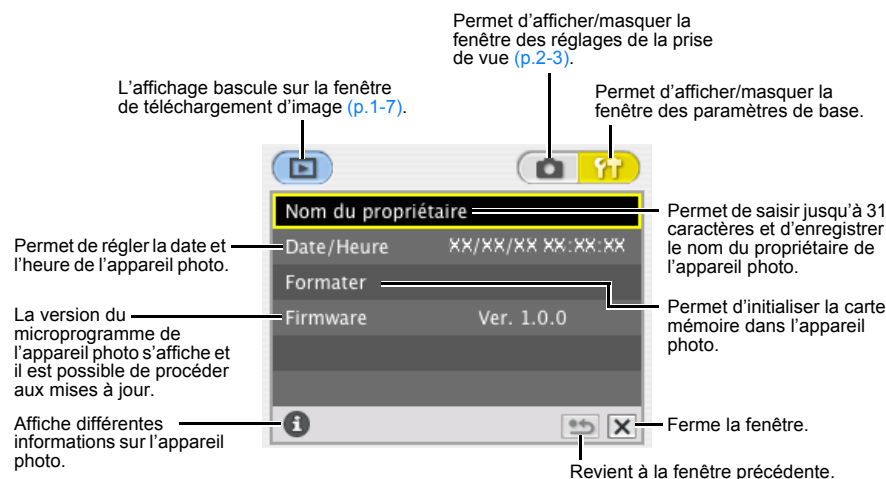 Permet d'afficher/masquer la
fenêtre des réglages de la prise
de vue (p.2-3).
L'affichage bascule sur la fenêtre
de téléchargement d'image (p.1-7).
Permet d'afficher/masquer la
fenêtre des paramètres de base.
Nom du propriétaire
Permet de saisir jusqu'à 31
caractères et d'enregistrer
le nom du propriétaire de
l'appareil photo.
Permet de régler la date et
l'heure de l'appareil photo.
Date/Heure XX/XX/XX XX:XX:XX
Formater
Permet d'initialiser la carte
mémoire dans l'appareil
photo.
La version du
microprogramme de
l'appareil photo s'affiche et
il est possible de procéder
aux mises à jour.
Firmware Ver. 1.0.0
Affiche différentes
informations sur l'appareil
photo.
Ferme la fenêtre.
Revient à la fenêtre précédente.